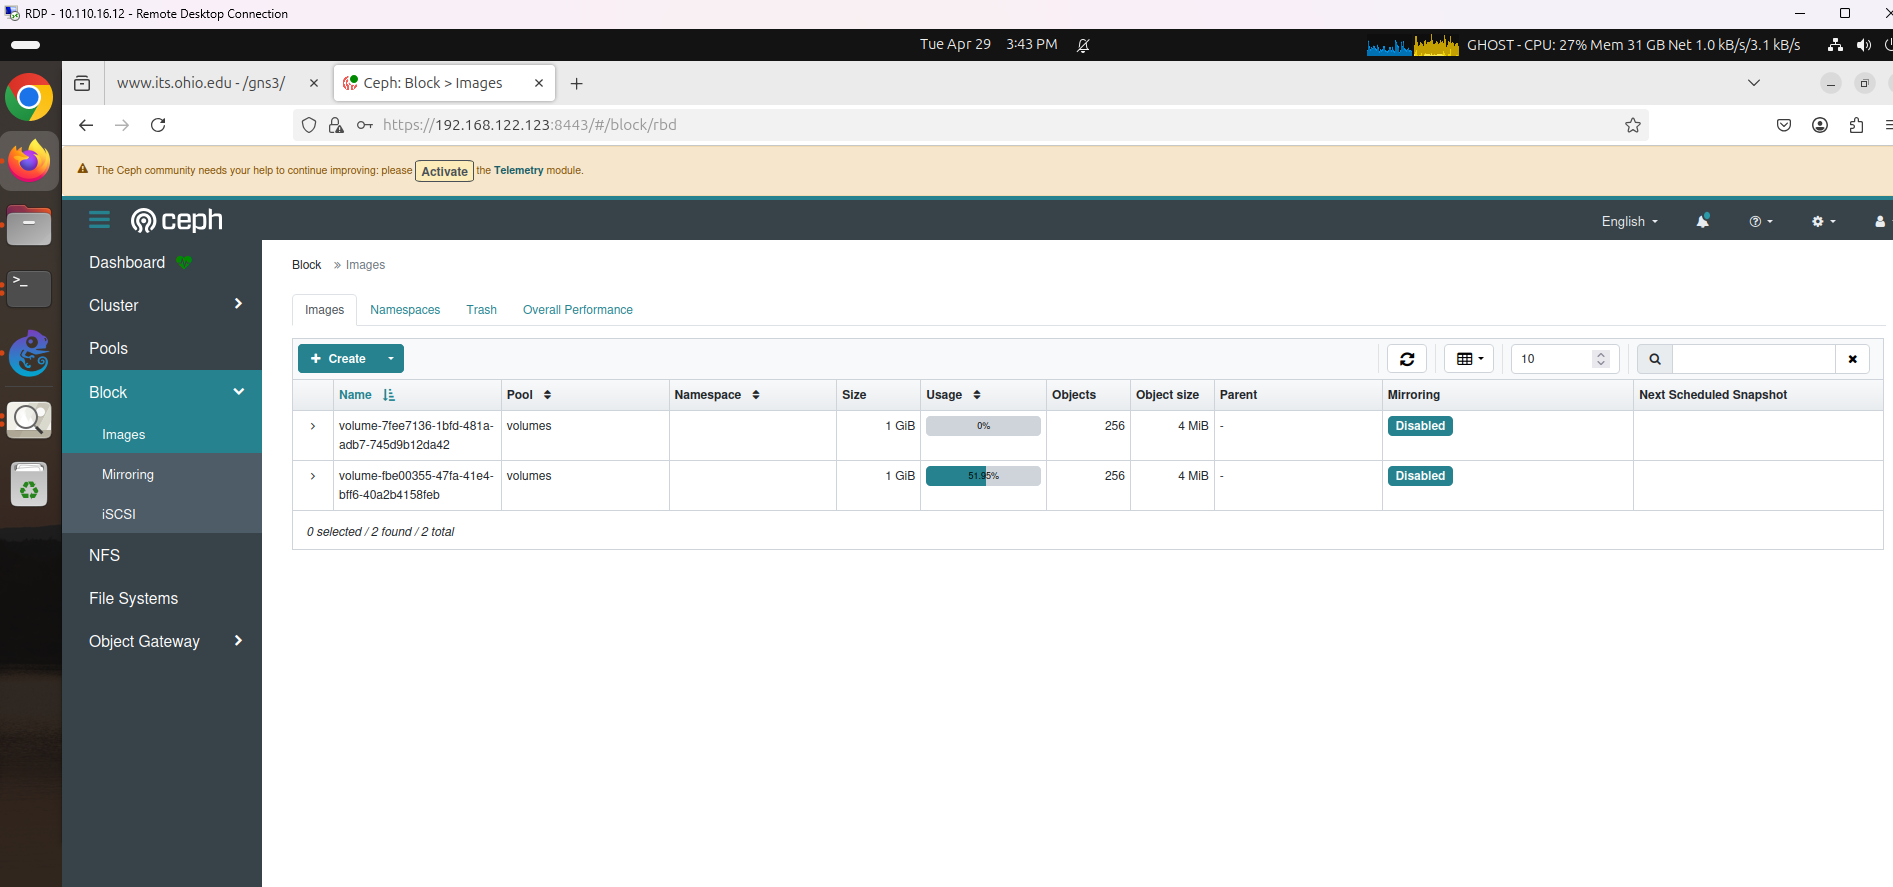 RDP - 10.110.16.12 - Remote Desktop Connection
Tue Apr 29 3:43 PM
GHOST - CPU: 27% Mem 31 GB Net 1.0 kB/s/3.1 kB/s
www.its.ohio.edu - /gns3/
Ceph: Block > Images
https://192.168.122.123:8443/#/block/rbd
The Ceph community needs your help to continue improving: please Activate the Telemetry module.
ceph
English
Dashboard
Cluster
Pools
Block
Images
Mirroring
iSCSI
NFS
File Systems
Object Gateway
Block » Images
Images Namespaces Trash Overall Performance
+ Create
10
Name Pool Namespace Size Usage Objects Object size Parent Mirroring Next Scheduled Snapshot
volume-7fee7136-1bfd-481a- volumes 1 GiB 0% 256 4 MiB - Disabled
adb7-745d9b12da42
volume-fbe00355-47fa-41e4- volumes 1 GiB 51.95% 256 4 MiB - Disabled
bff6-40a2b4158feb
0 selected / 2 found / 2 total